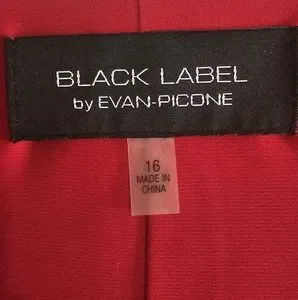 BLACK LABEL
by EVAN-PICONE
16
MADE IN
CHINA